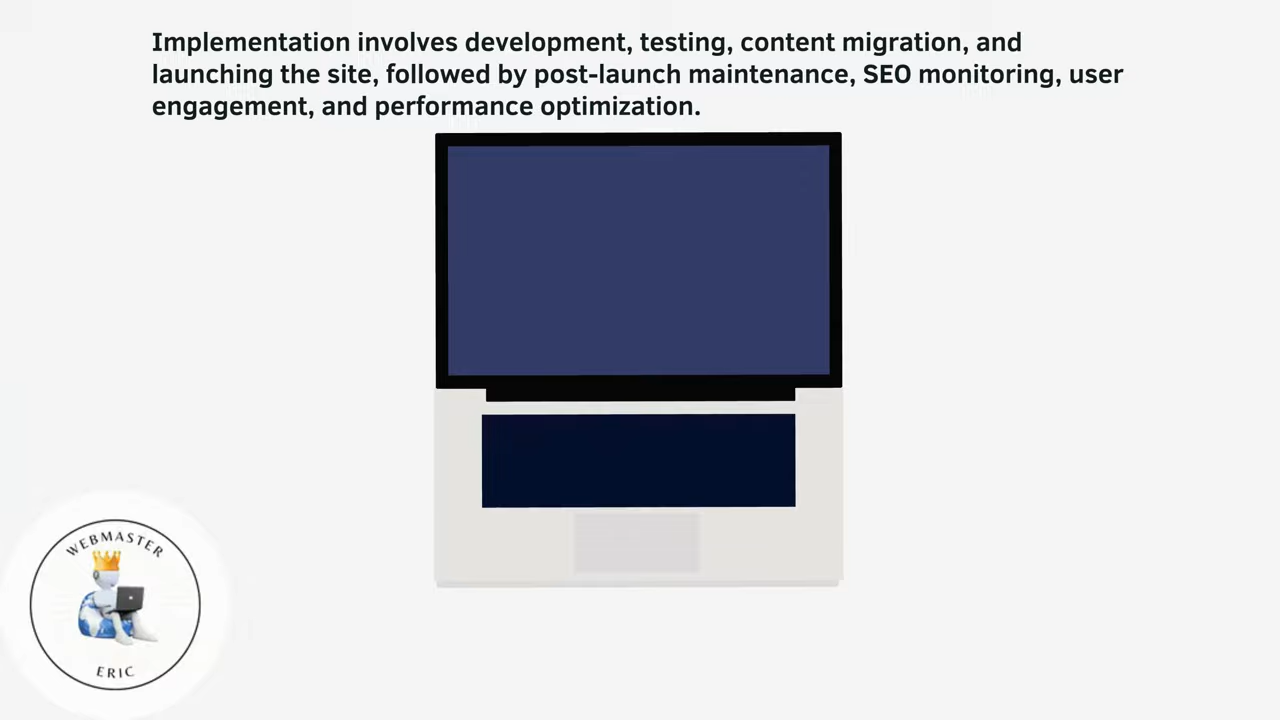 Implementation involves development, testing, content migration, and
launching the site, followed by post-launch maintenance, SEO monitoring, user
engagement, and performance optimization.
WEBMASTER
ERIC